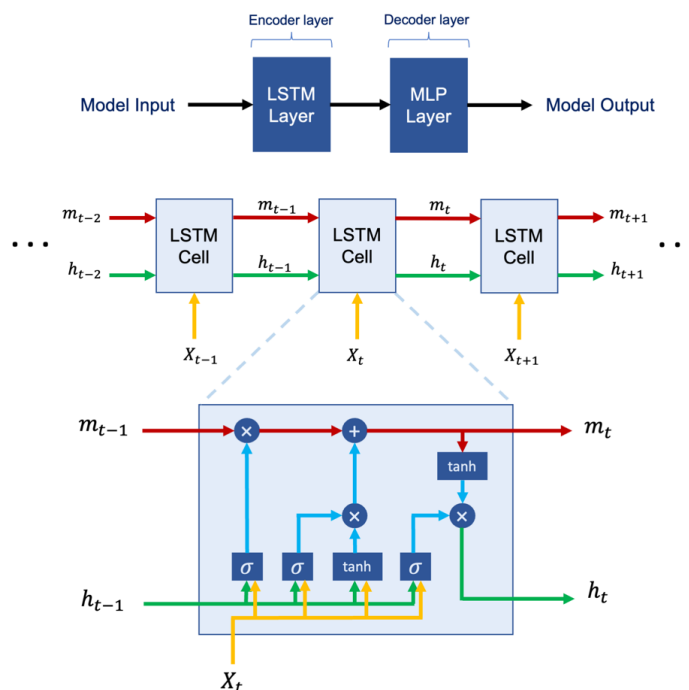 Encoder layer Decoder layer
Model Input LSTM Layer MLP Layer Model Output
m_{t−2} m_{t−1} m_t m_{t+1}
... LSTM Cell LSTM Cell LSTM Cell ..
h_{t−2} h_{t−1} h_t h_{t+1}
X_{t−1} X_t X_{t+1}
m_{t−1} × + m_t
tanh
× ×
σ σ tanh σ
h_{t−1} h_t
X_t